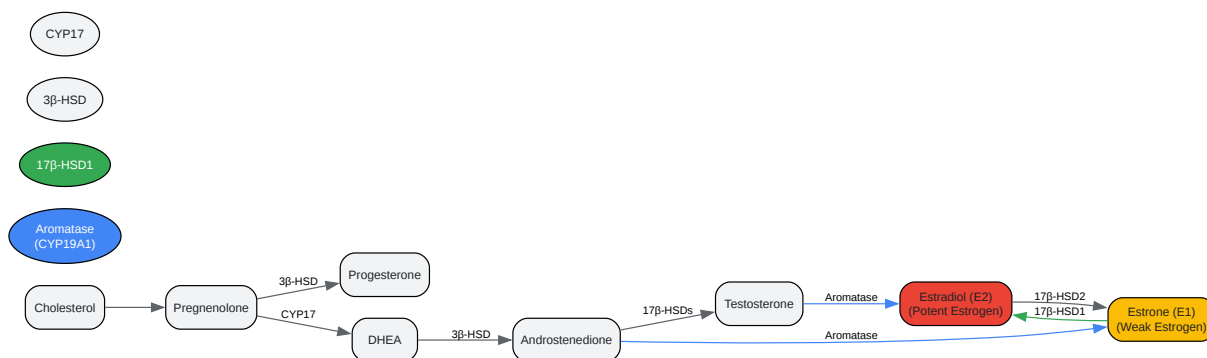 CYP17
3β-HSD
17β-HSD1
Aromatase
(CYP19A1)
Cholesterol
Pregnenolone
3β-HSD
CYP17
Progesterone
DHEA
3β-HSD
Androstenedione
17β-HSDs
Testosterone
Aromatase
Aromatase
Estradiol (E2)
(Potent Estrogen)
17β-HSD2
17β-HSD1
Estrone (E1)
(Weak Estrogen)